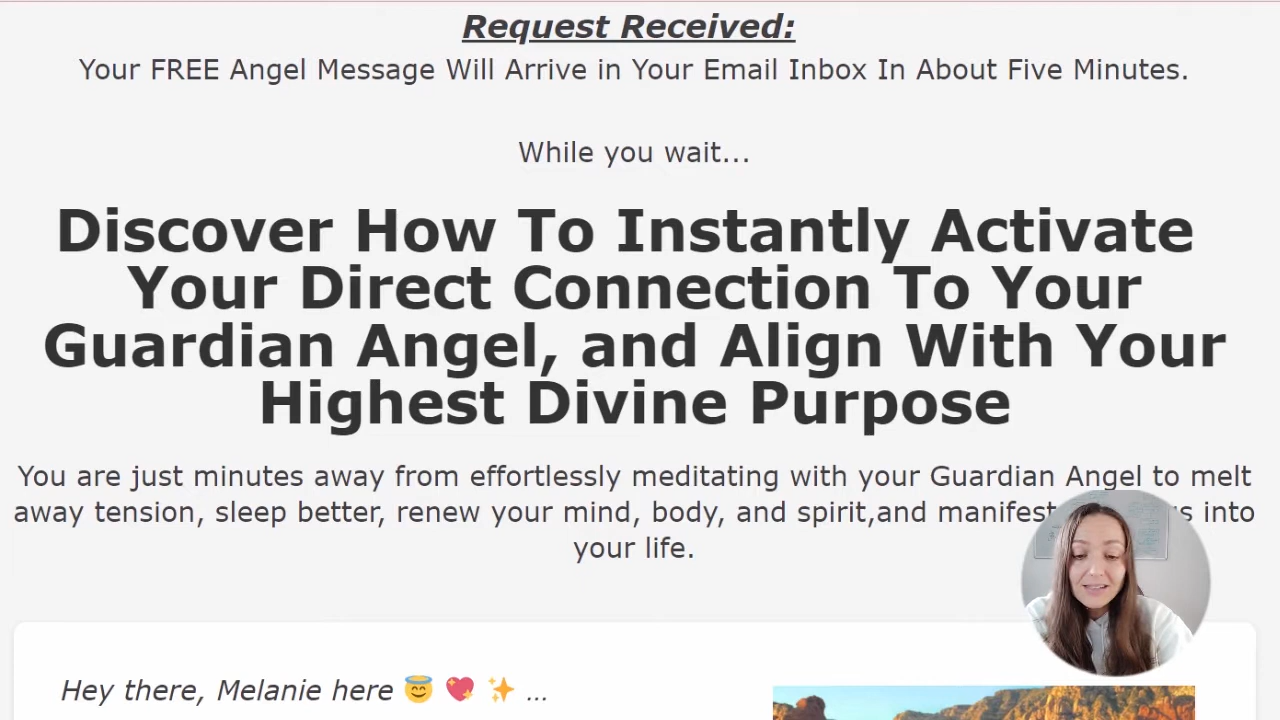 Request Received:
Your FREE Angel Message Will Arrive in Your Email Inbox In About Five Minutes.
While you wait...
Discover How To Instantly Activate
Your Direct Connection To Your
Guardian Angel, and Align With Your
Highest Divine Purpose
You are just minutes away from effortlessly meditating with your Guardian Angel to melt
away tension, sleep better, renew your mind, body, and spirit,and manifest into
your life.
Hey there, Melanie here 😇 💖 ✨ ...